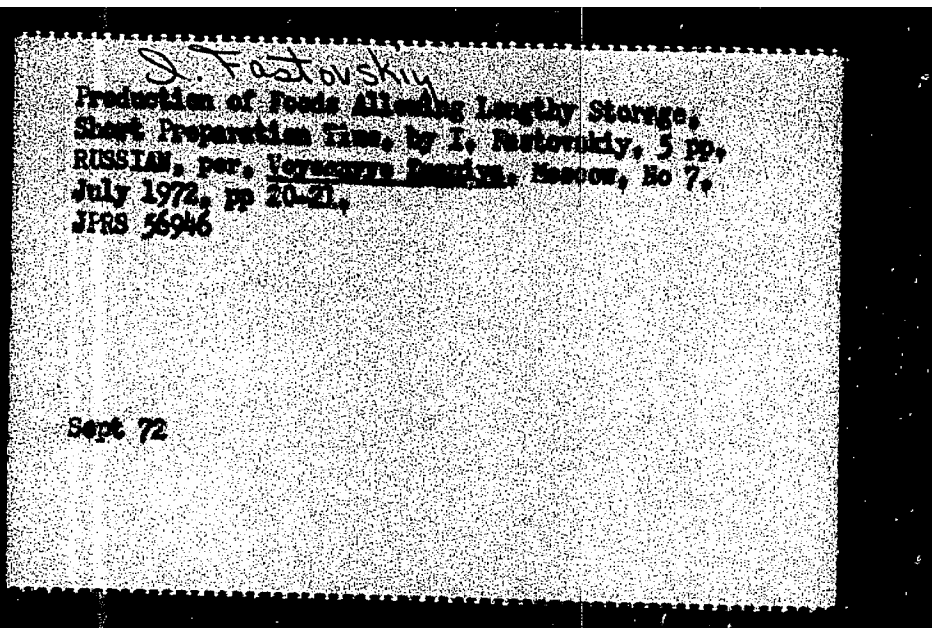 I. Fastovskiy
Production of Foods Allowing Lengthy Storage,
Short Preparation Time, by I. Fastovskiy, 5 pp.
RUSSIAN, per, Moscow, No 7,
July 1972, pp 20-21.
JPRS 56946
Sept 72